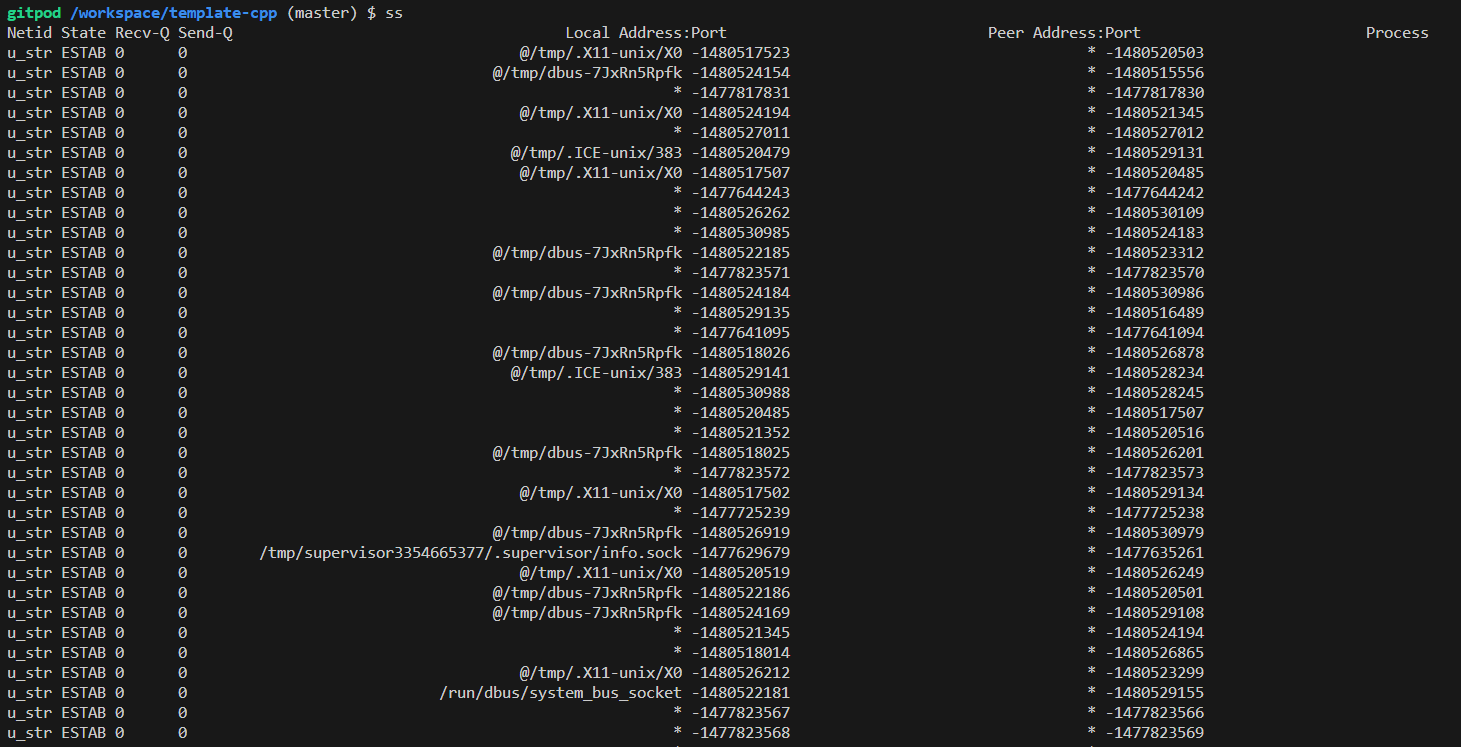 gitpod /workspace/template-cpp (master) $ ss
Netid State Recv-Q Send-Q Local Address:Port Peer Address:Port Process
u_str ESTAB 0 0 @/tmp/.X11-unix/X0 -1480517523 * -1480520503
u_str ESTAB 0 0 @/tmp/dbus-7JxRn5Rpfk -1480524154 * -1480515556
u_str ESTAB 0 0 * -1477817831 * -1477817830
u_str ESTAB 0 0 @/tmp/.X11-unix/X0 -1480524194 * -1480521345
u_str ESTAB 0 0 * -1480527011 * -1480527012
u_str ESTAB 0 0 @/tmp/.ICE-unix/383 -1480520479 * -1480529131
u_str ESTAB 0 0 @/tmp/.X11-unix/X0 -1480517507 * -1480520485
u_str ESTAB 0 0 * -1477644243 * -1477644242
u_str ESTAB 0 0 * -1480526262 * -1480530109
u_str ESTAB 0 0 * -1480530985 * -1480524183
u_str ESTAB 0 0 @/tmp/dbus-7JxRn5Rpfk -1480522185 * -1480523312
u_str ESTAB 0 0 * -1477823571 * -1477823570
u_str ESTAB 0 0 @/tmp/dbus-7JxRn5Rpfk -1480524184 * -1480530986
u_str ESTAB 0 0 * -1480529135 * -1480516489
u_str ESTAB 0 0 * -1477641095 * -1477641094
u_str ESTAB 0 0 @/tmp/dbus-7JxRn5Rpfk -1480518026 * -1480526878
u_str ESTAB 0 0 @/tmp/.ICE-unix/383 -1480529141 * -1480528234
u_str ESTAB 0 0 * -1480530988 * -1480528245
u_str ESTAB 0 0 * -1480520485 * -1480517507
u_str ESTAB 0 0 * -1480521352 * -1480520516
u_str ESTAB 0 0 @/tmp/dbus-7JxRn5Rpfk -1480518025 * -1480526201
u_str ESTAB 0 0 * -1477823572 * -1477823573
u_str ESTAB 0 0 @/tmp/.X11-unix/X0 -1480517502 * -1480529134
u_str ESTAB 0 0 * -1477725239 * -1477725238
u_str ESTAB 0 0 @/tmp/dbus-7JxRn5Rpfk -1480526919 * -1480530979
u_str ESTAB 0 0 /tmp/supervisor3354665377/.supervisor/info.sock -1477629679 * -1477635261
u_str ESTAB 0 0 @/tmp/.X11-unix/X0 -1480520519 * -1480526249
u_str ESTAB 0 0 @/tmp/dbus-7JxRn5Rpfk -1480522186 * -1480520501
u_str ESTAB 0 0 @/tmp/dbus-7JxRn5Rpfk -1480524169 * -1480529108
u_str ESTAB 0 0 * -1480521345 * -1480524194
u_str ESTAB 0 0 * -1480518014 * -1480526865
u_str ESTAB 0 0 @/tmp/.X11-unix/X0 -1480526212 * -1480523299
u_str ESTAB 0 0 /run/dbus/system_bus_socket -1480522181 * -1480529155
u_str ESTAB 0 0 * -1477823567 * -1477823566
u_str ESTAB 0 0 * -1477823568 * -1477823569